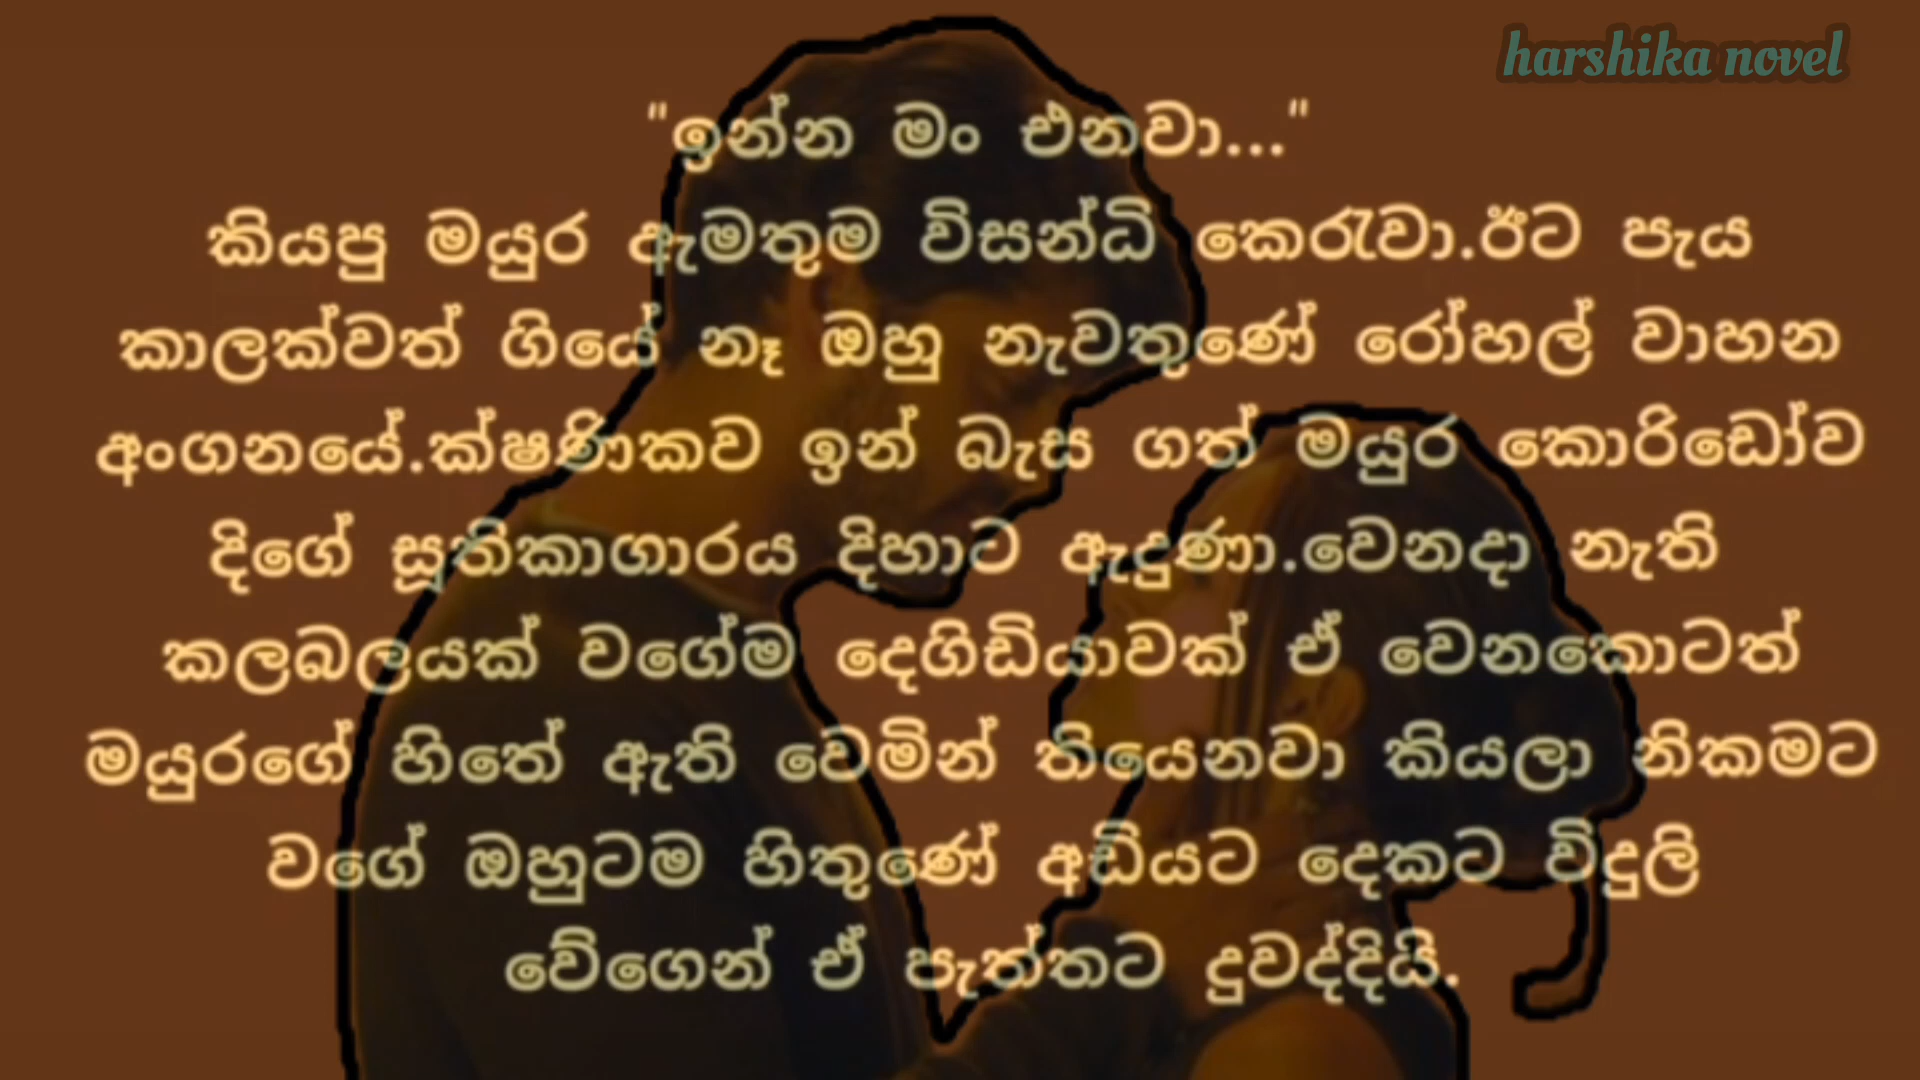 harshika novel
"ඉන්න මං එනවා..."
කියපු මයුර ඇමතුම විසන්ධි කෙරැවා.ඊට පැය
කාලක්වත් ගියේ නෑ ඔහු නැවතුණේ රෝහල් වාහන
අංගනයේ.ක්ෂණිකව ඉන් බැස ගත් මයුර කොරිඩෝව
දිගේ සූතිකාගාරය දිහාට ඇදුණා.වෙනදා නැති
කලබලයක් වගේම දෙගිඩියාවක් ඒ වෙනකොටත්
මයුරගේ හිතේ ඇති වෙමින් තියෙනවා කියලා නිකමට
වගේ ඔහුටම හිතුණේ අඩියට දෙකට විදුලි
වේගෙන් ඒ පැත්තට දුවද්දියි.